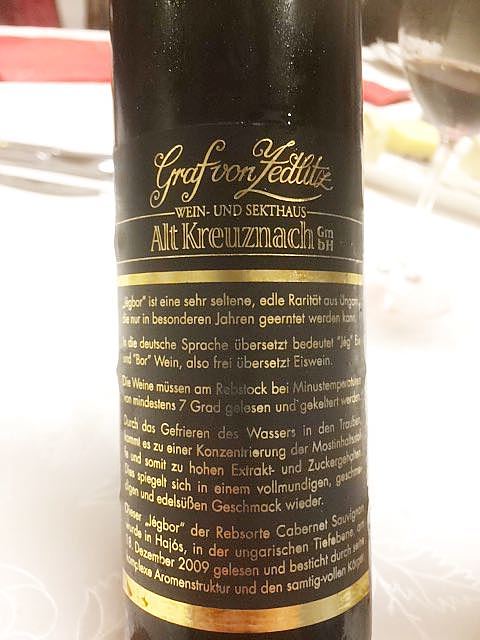 Graf von Zedlitz
WEIN- UND SEKTHAUS
Alt Kreuznach GmbH
„Jégbor" ist eine sehr seltene, edle Rarität aus Ungarn,
die nur in besonderen Jahren geerntet werden kann.
In die deutsche Sprache übersetzt bedeutet "Jég" Eis
und "Bor" Wein, also frei übersetzt Eiswein.
Die Weine müssen am Rebstock bei Minustemperaturen
von mindestens 7 Grad gelesen und gekeltert werden.
Durch das Gefrieren des Wassers in den Trauben,
kommt es zu einer Konzentrierung der Mostinhaltsstof-
fe und somit zu hohen Extrakt- und Zuckergehalten.
Dies spiegelt sich in einem vollmundigen, geschmei-
digen und edelsüßen Geschmack wieder.
Dieser „Jégbor" der Rebsorte Cabernet Sauvignon
wurde in Hajós, in der ungarischen Tiefebene, am
18. Dezember 2009 gelesen und besticht durch seine
komplexe Aromenstruktur und den samtig-vollen Körper.